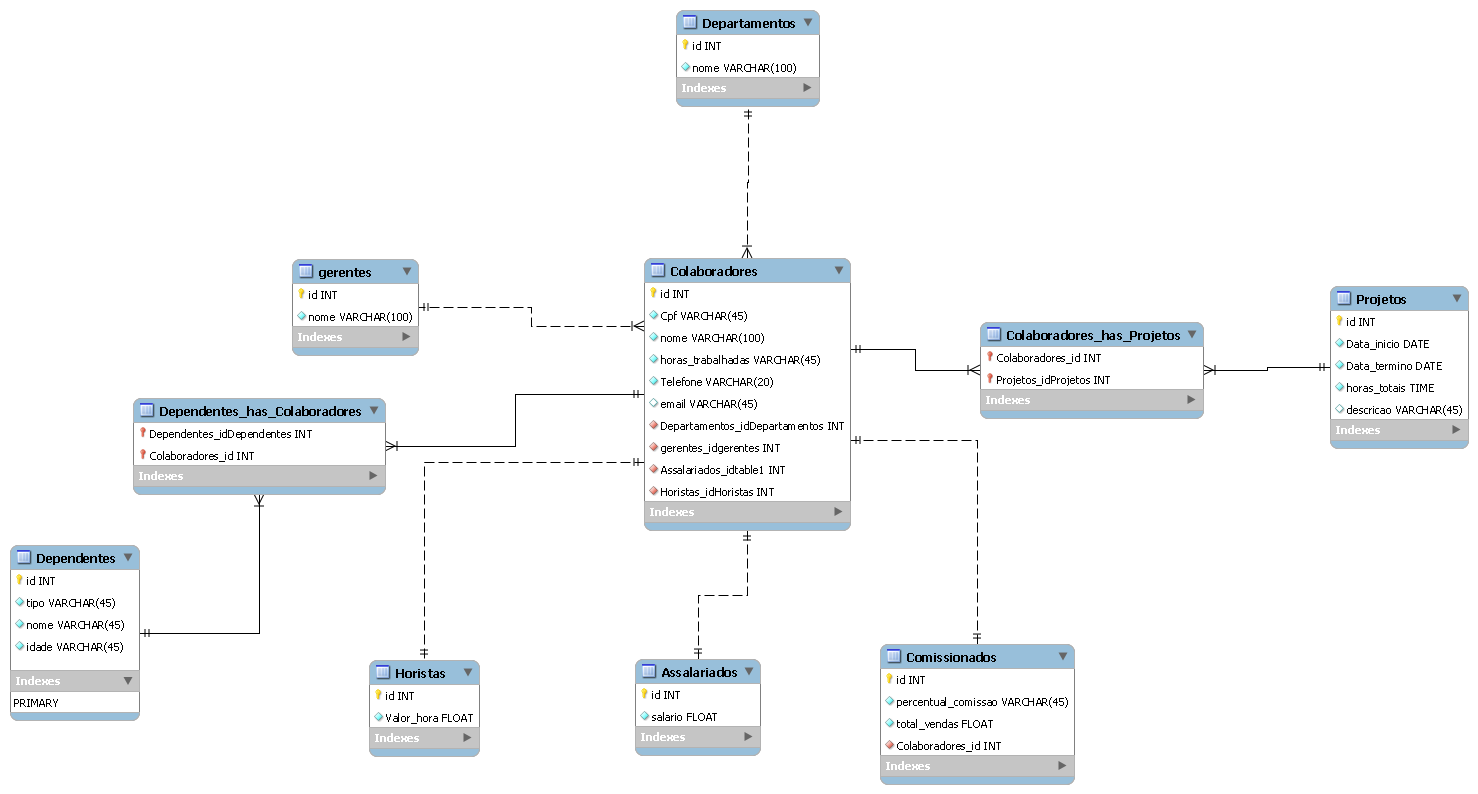 Departamentos
id INT
nome VARCHAR(100)
Indexes
gerentes
id INT
nome VARCHAR(100)
Indexes
Colaboradores
id INT
Cpf VARCHAR(45)
nome VARCHAR(100)
horas_trabalhadas VARCHAR(45)
Telefone VARCHAR(20)
email VARCHAR(45)
Departamentos_idDepartamentos INT
gerentes_idgerentes INT
Assalariados_idtable1 INT
Horistas_idHoristas INT
Indexes
Colaboradores_has_Projetos
Colaboradores_id INT
Projetos_idProjetos INT
Indexes
Projetos
id INT
Data_inicio DATE
Data_termino DATE
horas_totais TIME
descricao VARCHAR(45)
Indexes
Dependentes_has_Colaboradores
Dependentes_idDependentes INT
Colaboradores_id INT
Indexes
Dependentes
id INT
tipo VARCHAR(45)
nome VARCHAR(45)
idade VARCHAR(45)
Indexes
PRIMARY
Horistas
id INT
Valor_hora FLOAT
Indexes
Assalariados
id INT
salario FLOAT
Indexes
Comissionados
id INT
percentual_comissao VARCHAR(45)
total_vendas FLOAT
Colaboradores_id INT
Indexes